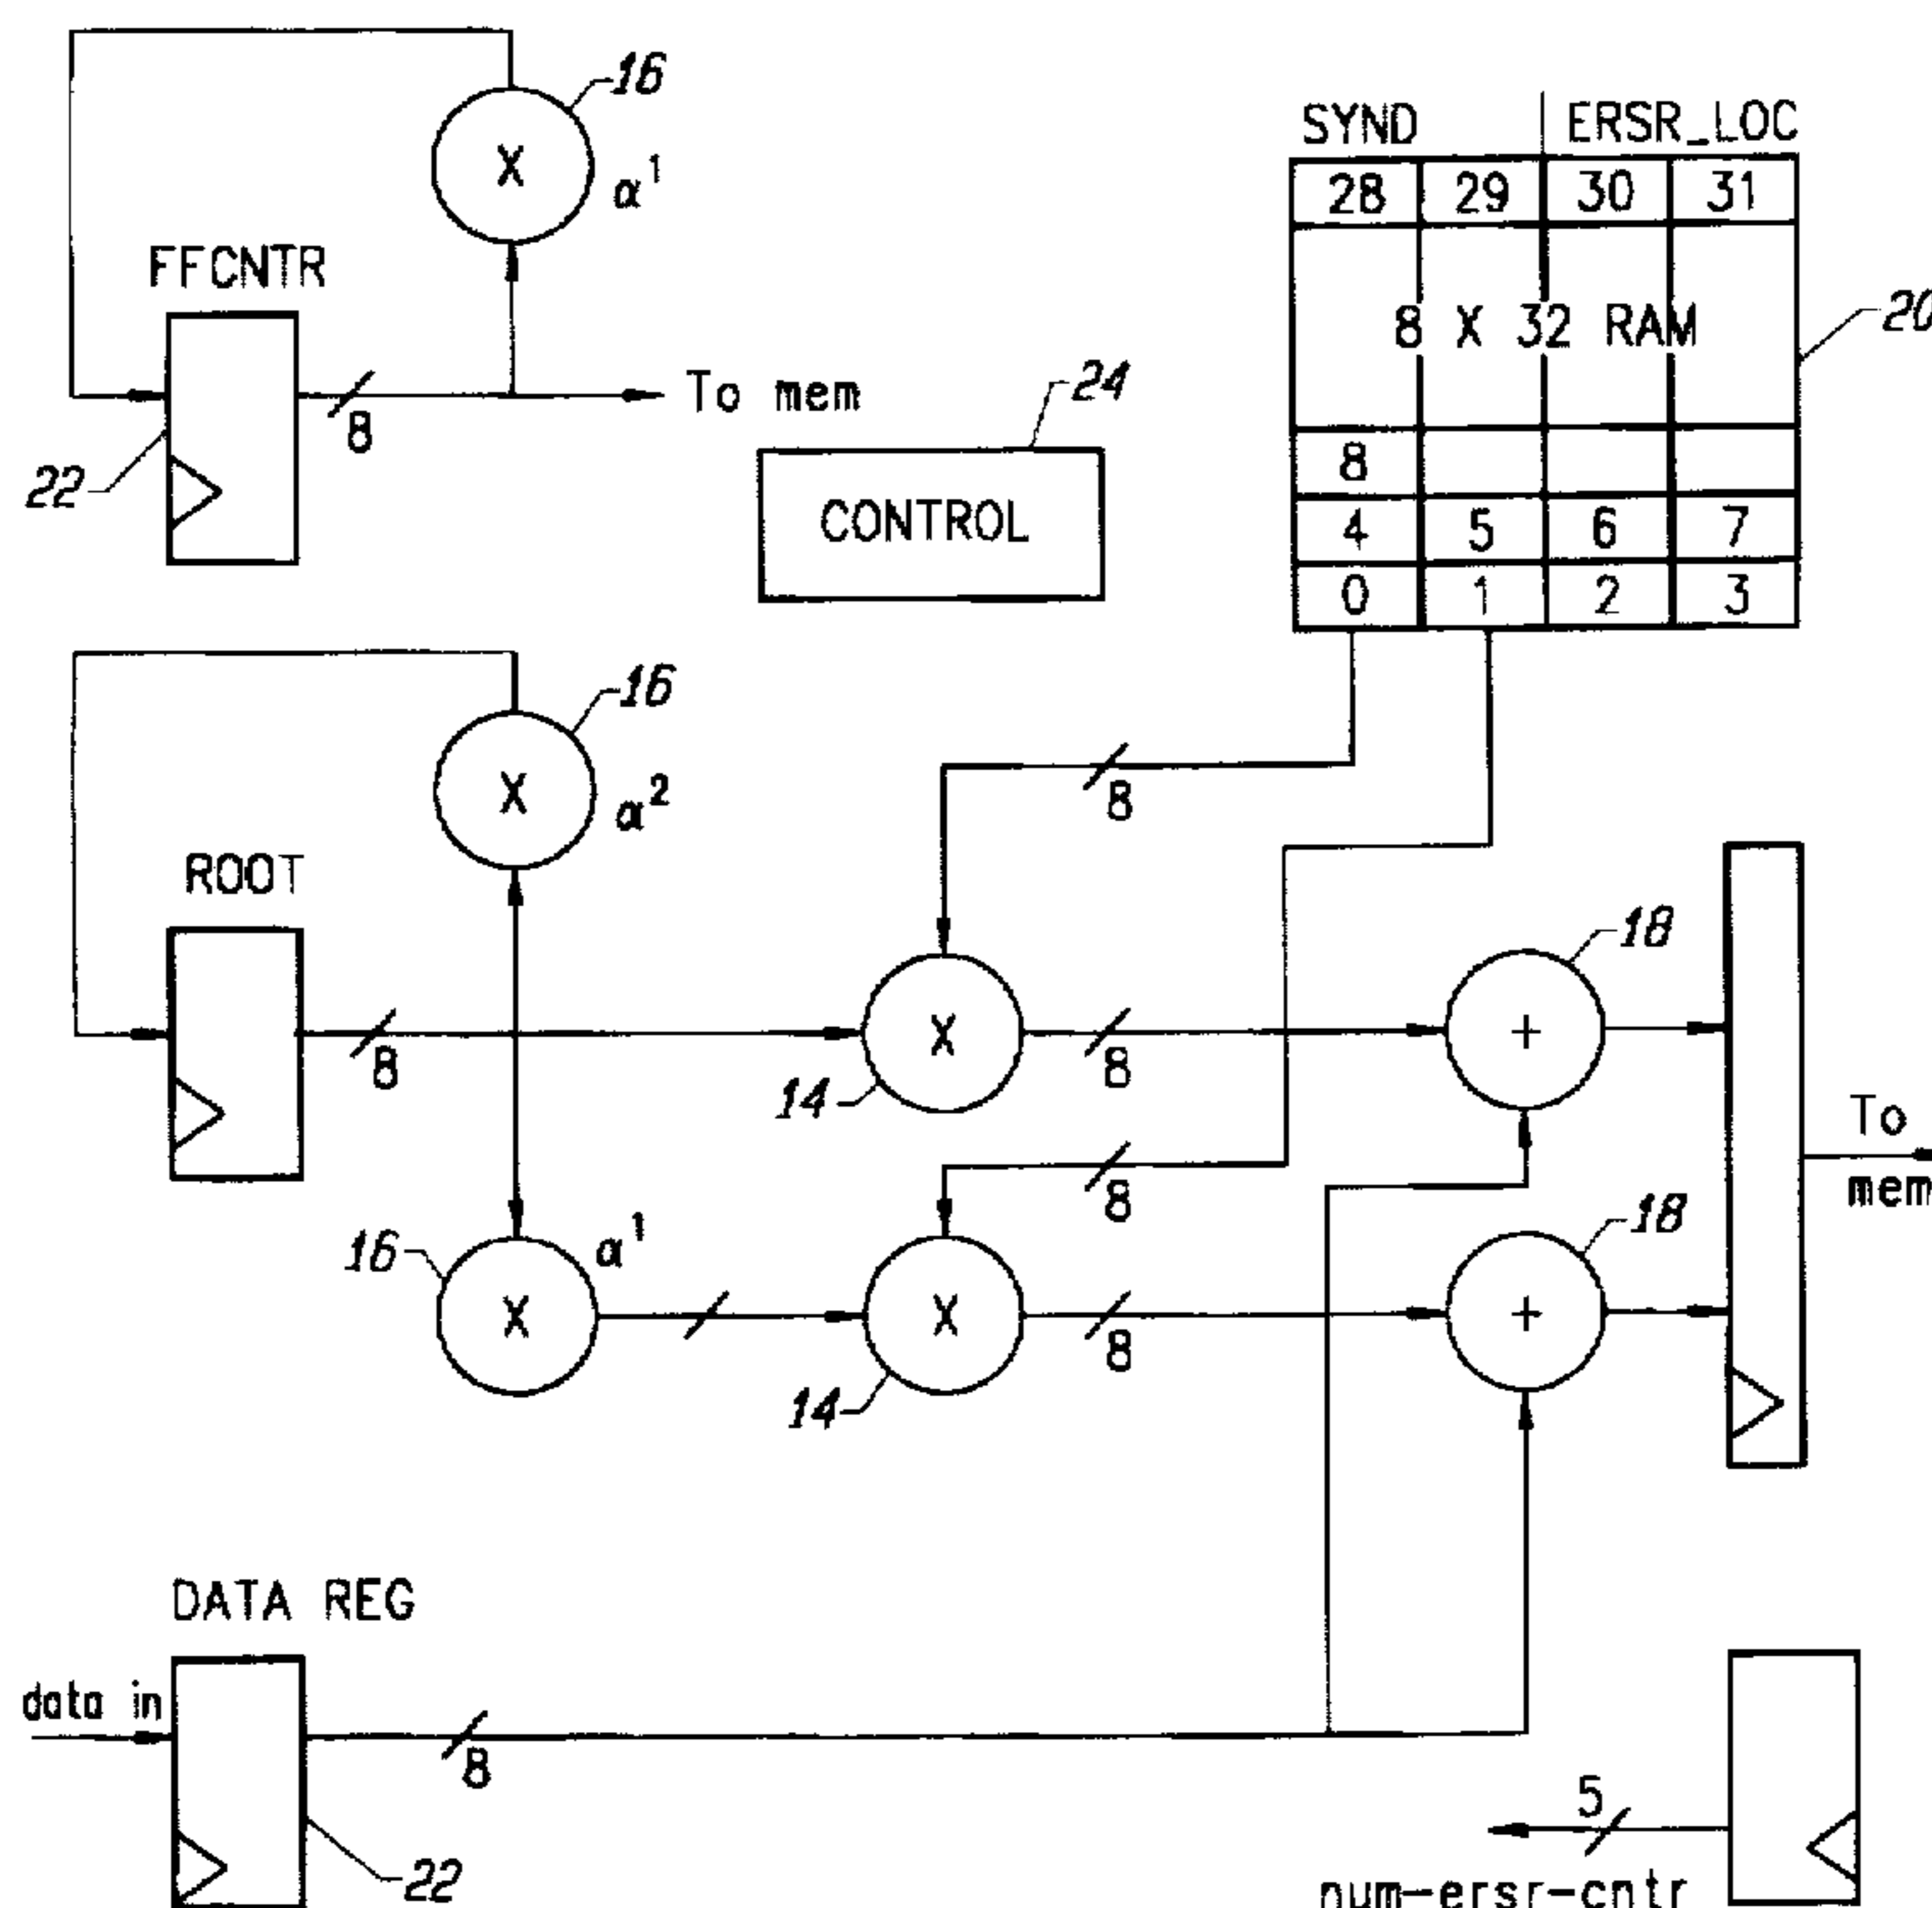 16
X
α1
SYND ERSR_LOC
28 29 30 31
FFCNTR
8 X 32 RAM
20
8
To mem
24
22
CONTROL
8
4 5 6 7
0 1 2 3
16
X
α2
8
ROOT
18
8
X
8
+
14
To
mem
8
16
α1
18
X
X
8
+
14
DATA REG
data in
8
5
22
num-ersr-cntr